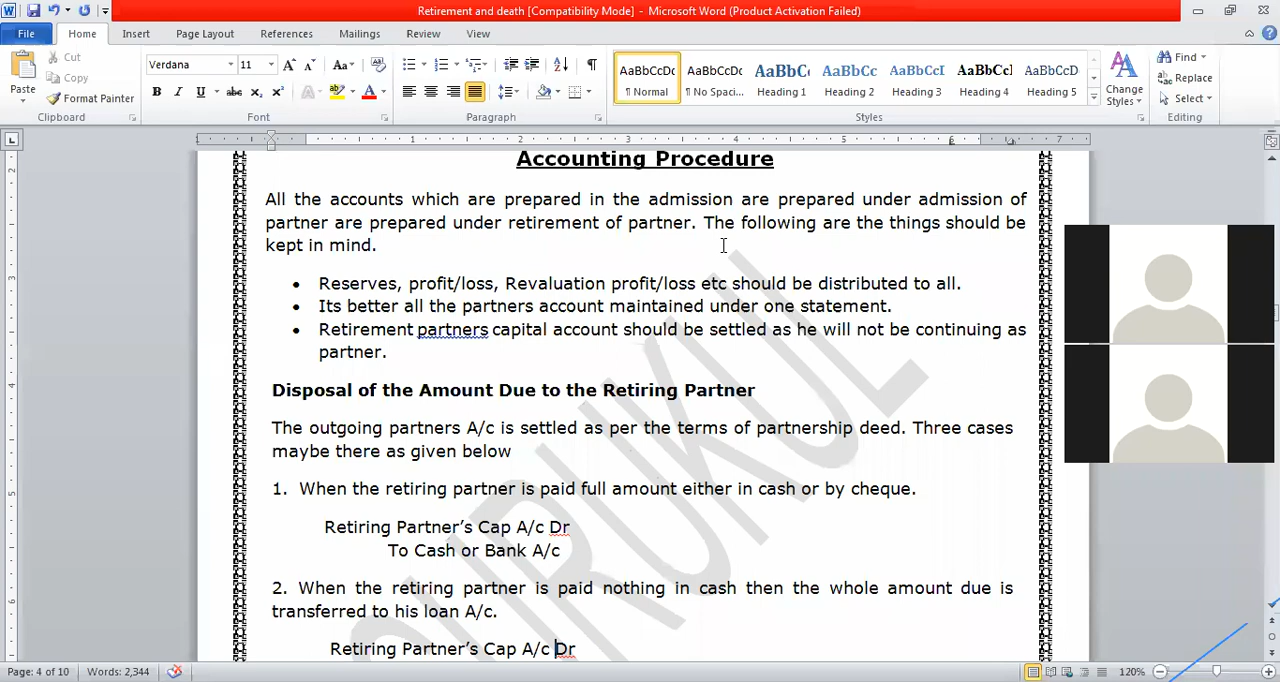 Retirement and death [Compatibility Mode] - Microsoft Word (Product Activation Failed)
File Home Insert Page Layout References Mailings Review View
Paste Cut Copy Format Painter
Verdana 11
AaBbCcDc AaBbCcDc AaBbC AaBbCc AaBbCcI AaBbCcI AaBbCcD
¶ Normal ¶ No Spaci... Heading 1 Heading 2 Heading 3 Heading 4 Heading 5
Change Styles
Find Replace Select
Clipboard Font Paragraph Styles Editing
Accounting Procedure
All the accounts which are prepared in the admission are prepared under admission of
partner are prepared under retirement of partner. The following are the things should be
kept in mind.
• Reserves, profit/loss, Revaluation profit/loss etc should be distributed to all.
• Its better all the partners account maintained under one statement.
• Retirement partners capital account should be settled as he will not be continuing as
partner.
Disposal of the Amount Due to the Retiring Partner
The outgoing partners A/c is settled as per the terms of partnership deed. Three cases
maybe there as given below
1. When the retiring partner is paid full amount either in cash or by cheque.
Retiring Partner's Cap A/c Dr
To Cash or Bank A/c
2. When the retiring partner is paid nothing in cash then the whole amount due is
transferred to his loan A/c.
Retiring Partner's Cap A/c Dr
URUKUL
Page: 4 of 10 Words: 2,344 120%